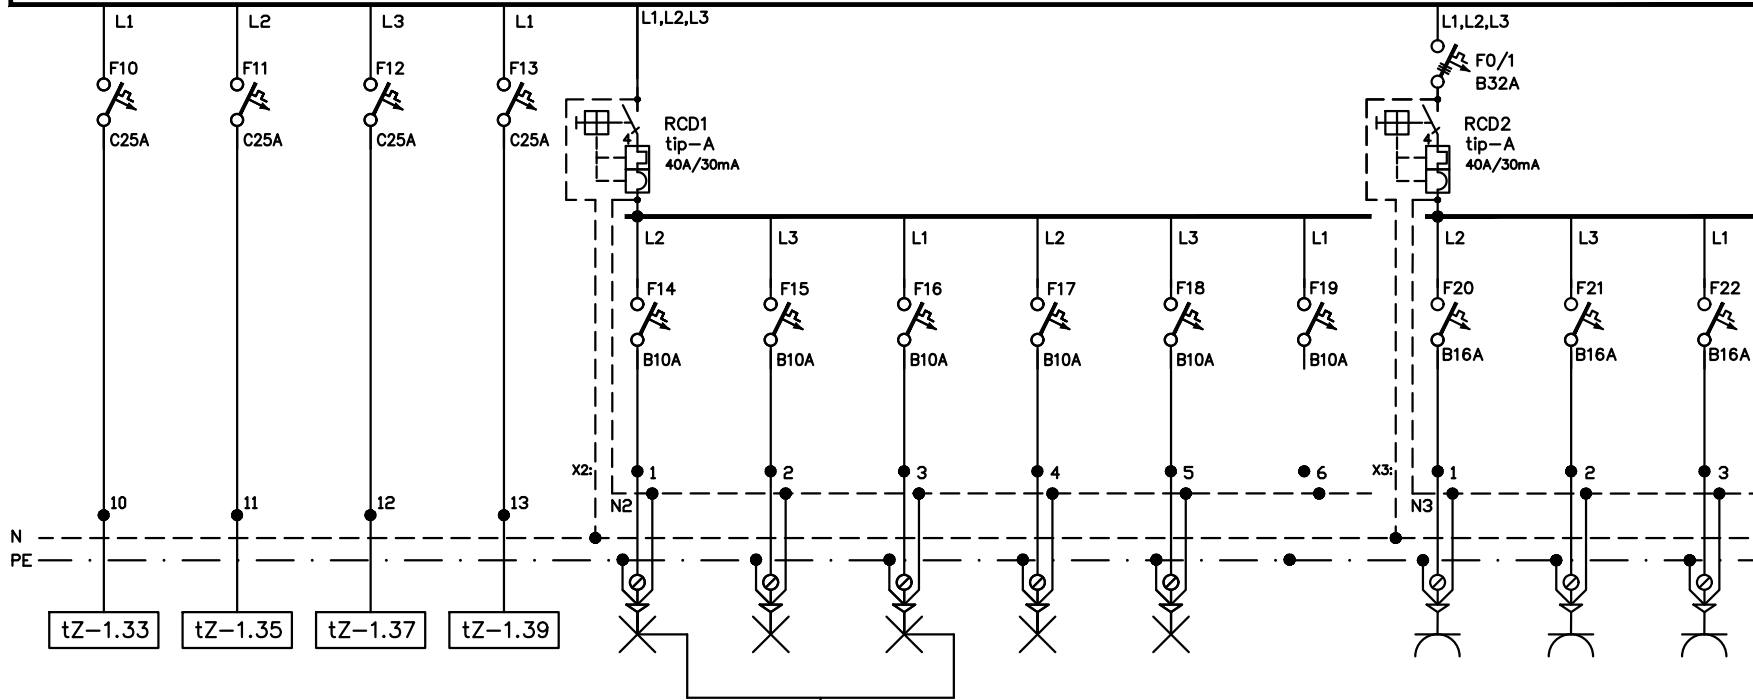 L1 L2 L3 L1 L1,L2,L3 L1,L2,L3
F10 F11 F12 F13 F0/1
B32A
C25A C25A C25A C25A
RCD1 RCD2
tip-A tip-A
40A/30mA 40A/30mA
4 4
L2 L3 L1 L2 L3 L1 L2 L3 L1
F14 F15 F16 F17 F18 F19 F20 F21 F22
B10A B10A B10A B10A B10A B10A B16A B16A B16A
X2: 1 2 3 4 5 6 X3: 1 2 3
10 11 12 13 N2 N3
N
PE
tZ-1.33 tZ-1.35 tZ-1.37 tZ-1.39